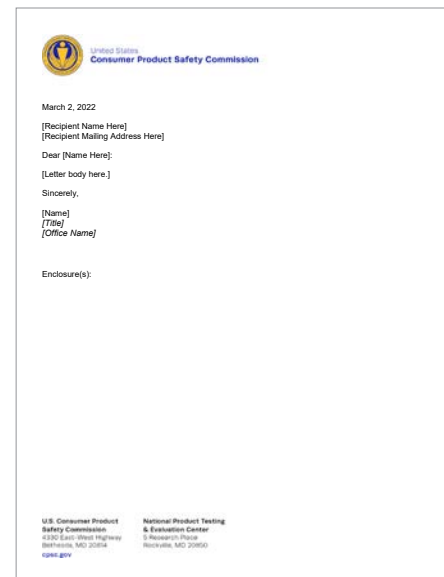 United States
Consumer Product Safety Commission
March 2, 2022
[Recipient Name Here]
[Recipient Mailing Address Here]
Dear [Name Here]:
[Letter body here.]
Sincerely,
[Name]
[Title]
[Office Name]
Enclosure(s):
U.S. Consumer Product
Safety Commission
4330 East-West Highway
Bethesda, MD 20814
cpsc.gov
National Product Testing
& Evaluation Center
5 Research Place
Rockville, MD 20850